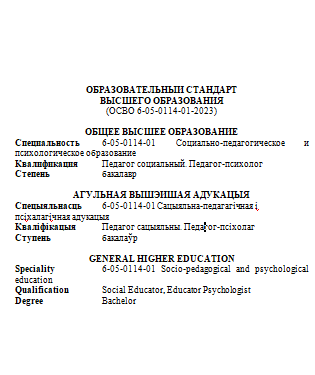 ОБРАЗОВАТЕЛЬНЫЙ СТАНДАРТ
ВЫСШЕГО ОБРАЗОВАНИЯ
(ОСВО 6-05-0114-01-2023)
ОБЩЕЕ ВЫСШЕЕ ОБРАЗОВАНИЕ
Специальность 6-05-0114-01 Социально-педагогическое и
психологическое образование
Квалификация Педагог социальный. Педагог-психолог
Степень бакалавр
АГУЛЬНАЯ ВЫШЭЙШАЯ АДУКАЦЫЯ
Спецыяльнасць 6-05-0114-01 Сацыяльна-педагагічная і
псіхалагічная адукацыя
Кваліфікацыя Педагог сацыяльны. Педагог-псіхолаг
Ступень бакалаўр
GENERAL HIGHER EDUCATION
Speciality 6-05-0114-01 Socio-pedagogical and psychological
education
Qualification Social Educator, Educator Psychologist
Degree Bachelor